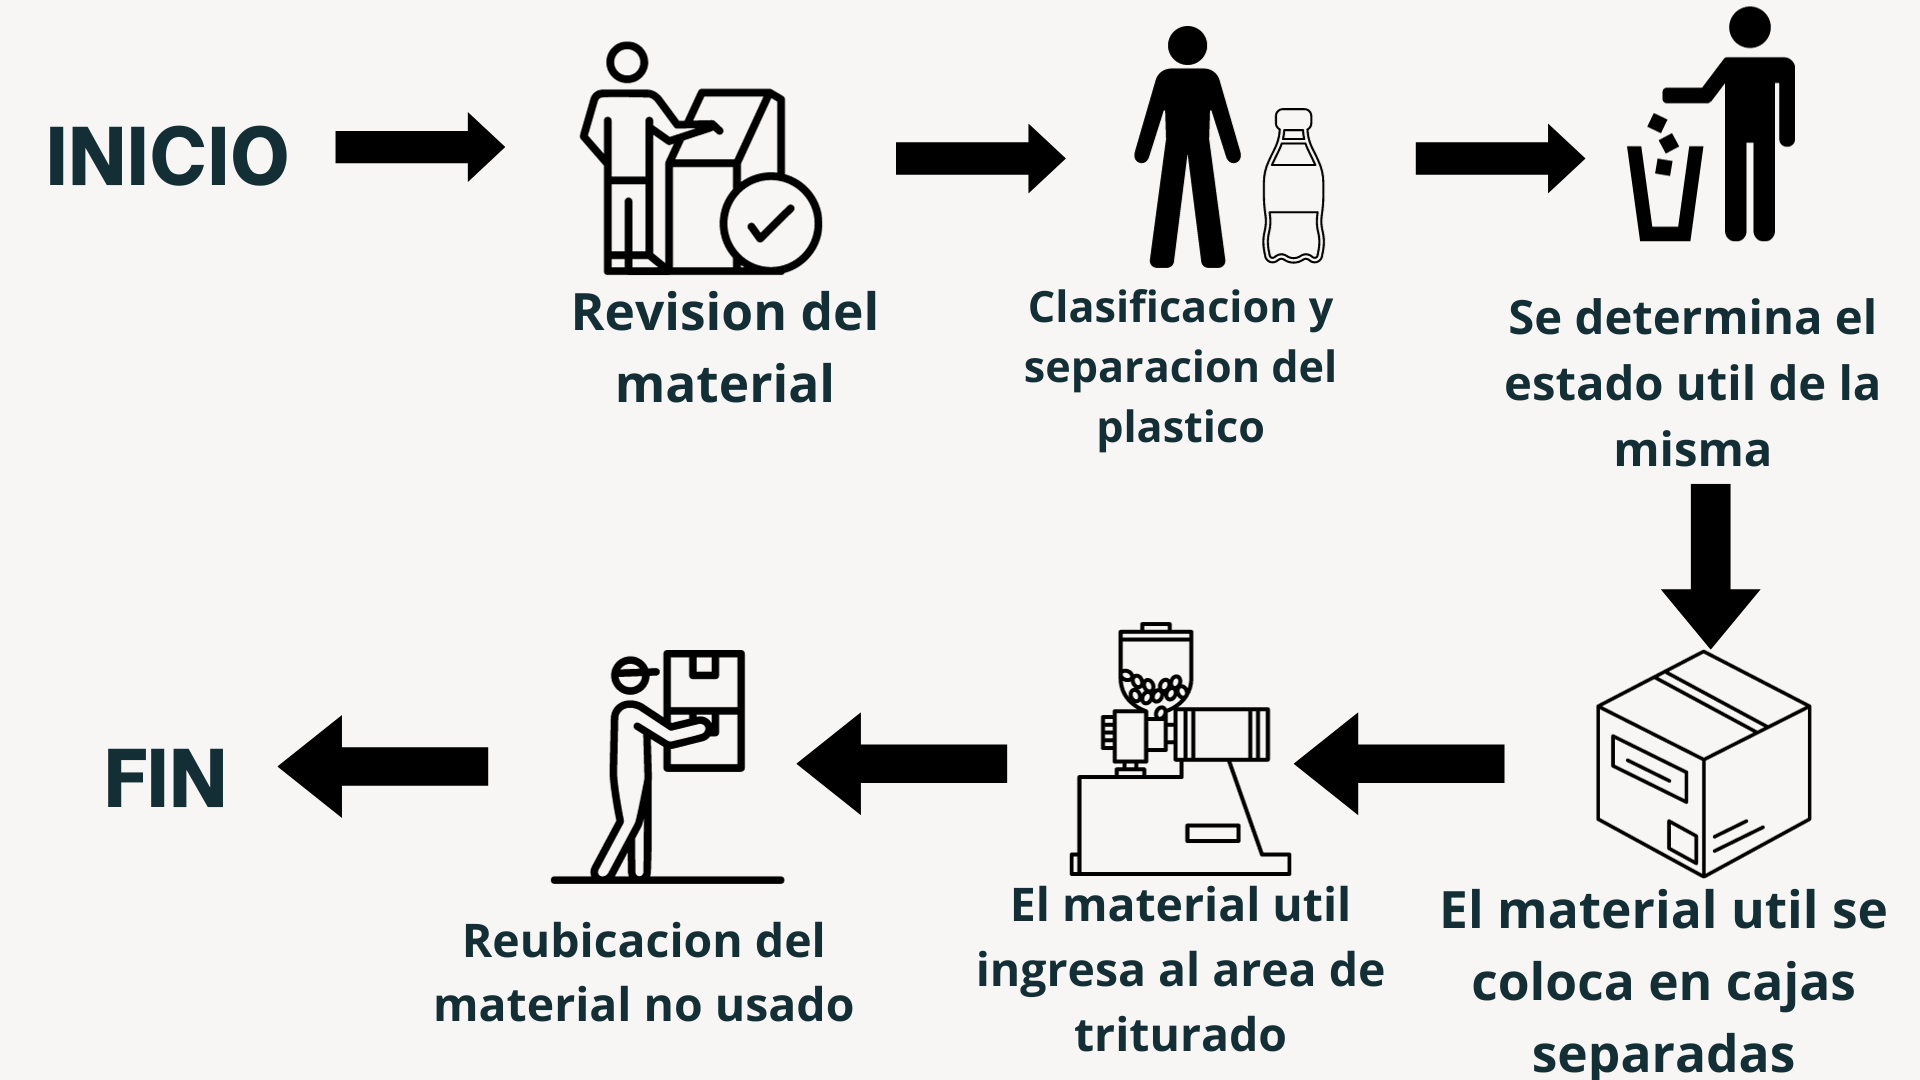 INICIO
Revision del
material
Clasificacion y
separacion del
plastico
Se determina el
estado util de la
misma
El material util se
coloca en cajas
separadas
El material util
ingresa al area de
triturado
Reubicacion del
material no usado
FIN